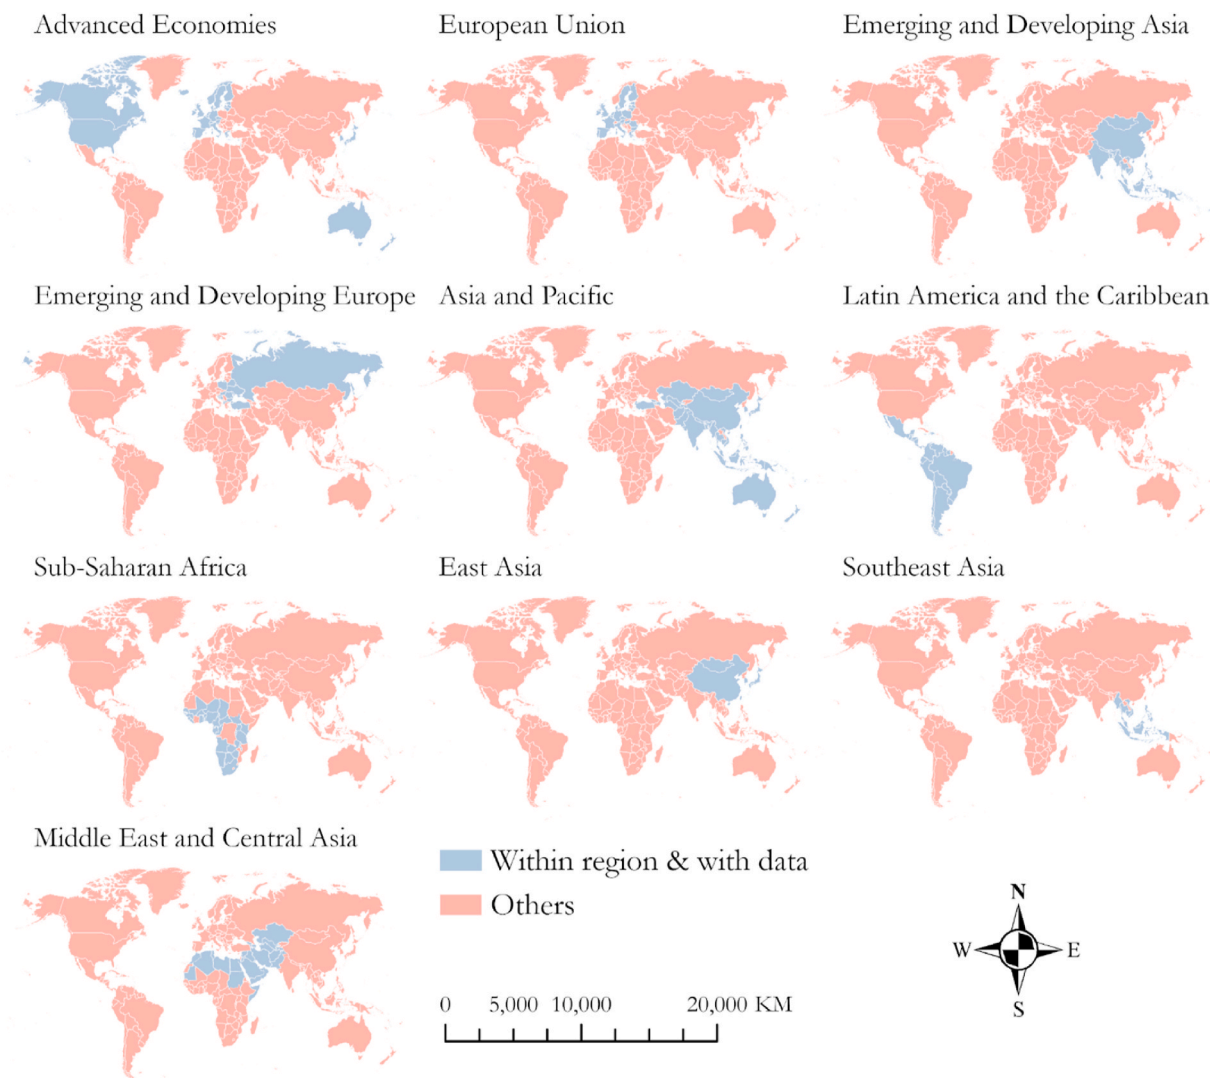 Advanced Economies
European Union
Emerging and Developing Asia
Emerging and Developing Europe
Asia and Pacific
Latin America and the Caribbean
Sub-Saharan Africa
East Asia
Southeast Asia
Middle East and Central Asia
Within region & with data
Others
N
W E
S
0 5,000 10,000 20,000 KM